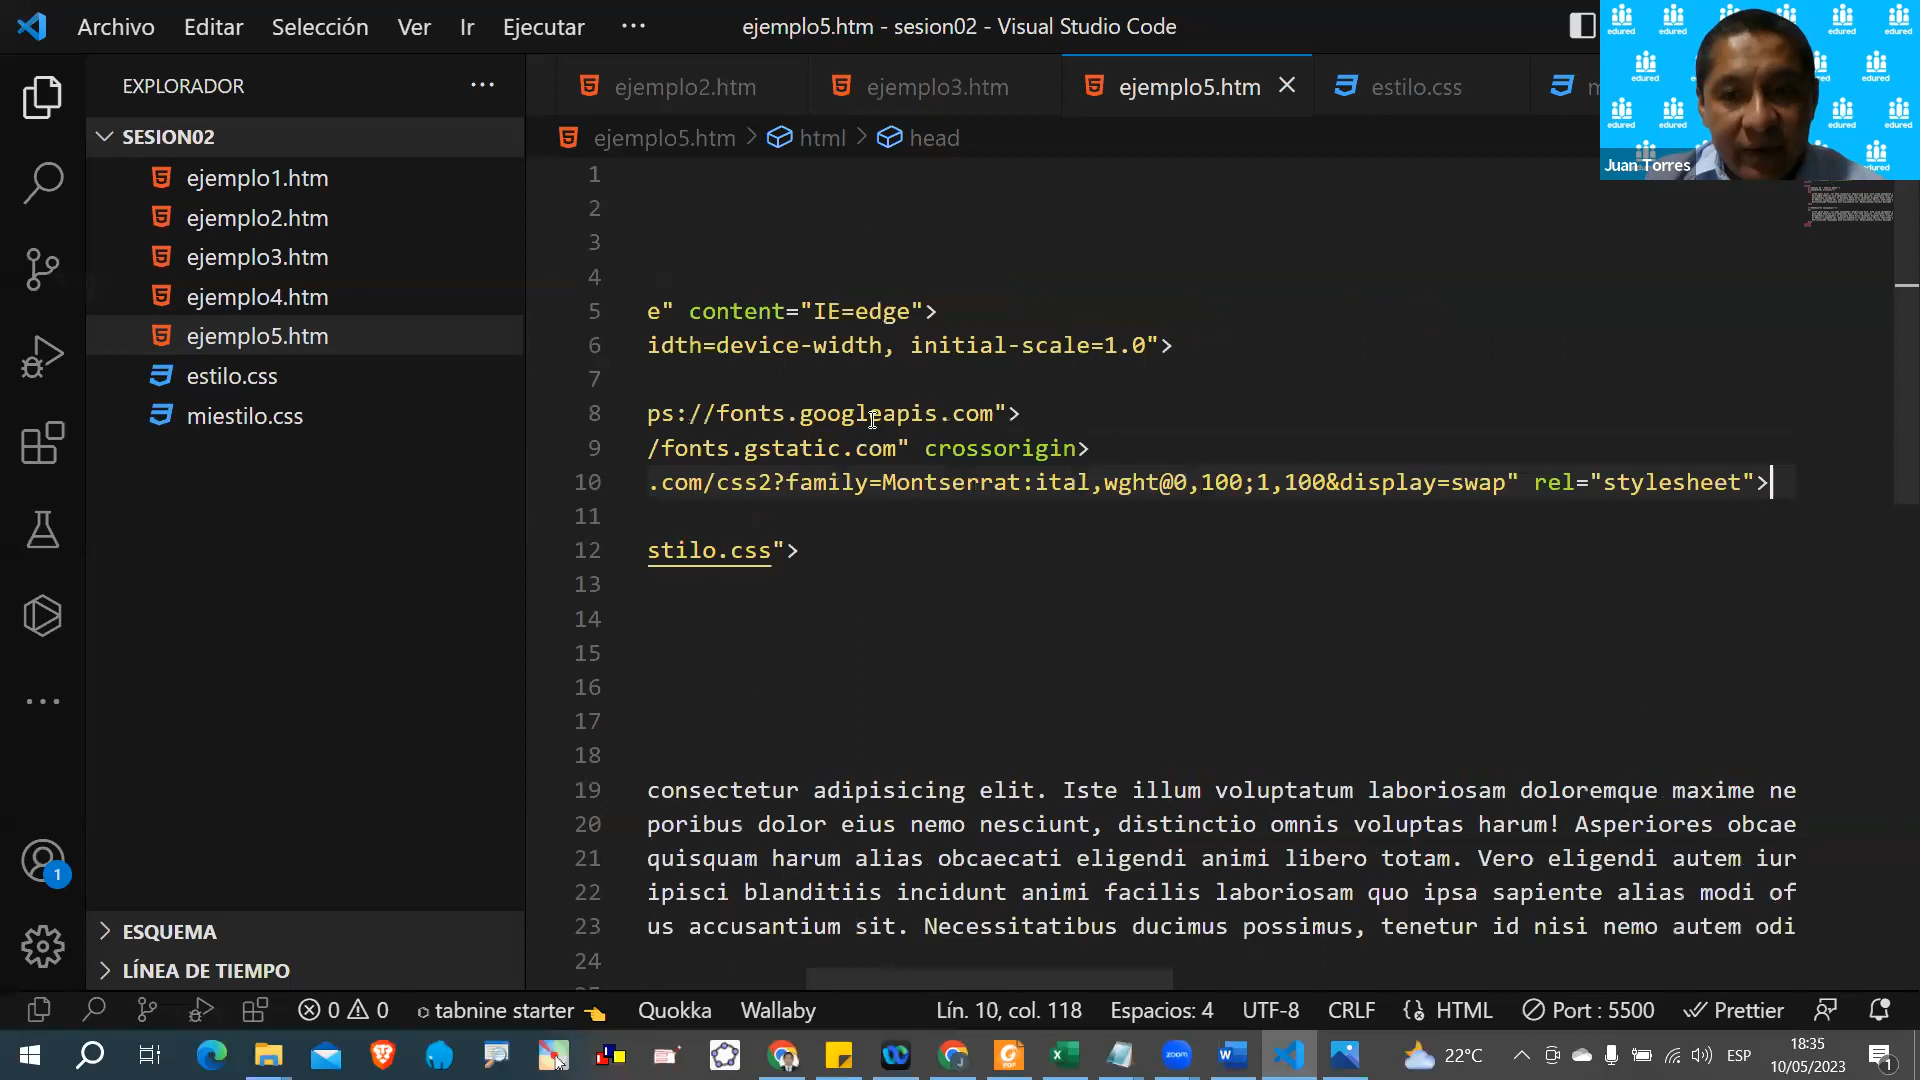 Archivo Editar Selección Ver Ir Ejecutar ··· ejemplo5.htm - sesion02 - Visual Studio Code
edured edured edured edured edured edured
EXPLORADOR ···
ejemplo2.htm ejemplo3.htm ejemplo5.htm estilo.css
ejemplo5.htm > html > head
Juan Torres
SESION02
ejemplo1.htm
ejemplo2.htm
ejemplo3.htm
ejemplo4.htm
ejemplo5.htm
estilo.css
miestilo.css
ESQUEMA
LÍNEA DE TIEMPO
1
2
3
4
5 e" content="IE=edge">
6 idth=device-width, initial-scale=1.0">
7
8 ps://fonts.googleapis.com">
9 /fonts.gstatic.com" crossorigin>
10 .com/css2?family=Montserrat:ital,wght@0,100;1,100&display=swap" rel="stylesheet">
11
12 stilo.css">
13
14
15
16
17
18
19 consectetur adipisicing elit. Iste illum voluptatum laboriosam doloremque maxime ne
20 poribus dolor eius nemo nesciunt, distinctio omnis voluptas harum! Asperiores obcae
21 quisquam harum alias obcaecati eligendi animi libero totam. Vero eligendi autem iur
22 ipisci blanditiis incidunt animi facilis laboriosam quo ipsa sapiente alias modi of
23 us accusantium sit. Necessitatibus ducimus possimus, tenetur id nisi nemo autem odi
24
1
0 0 tabnine starter Quokka Wallaby Lín. 10, col. 118 Espacios: 4 UTF-8 CRLF HTML Port : 5500 Prettier
zoom 22°C ESP 18:35
10/05/2023 1